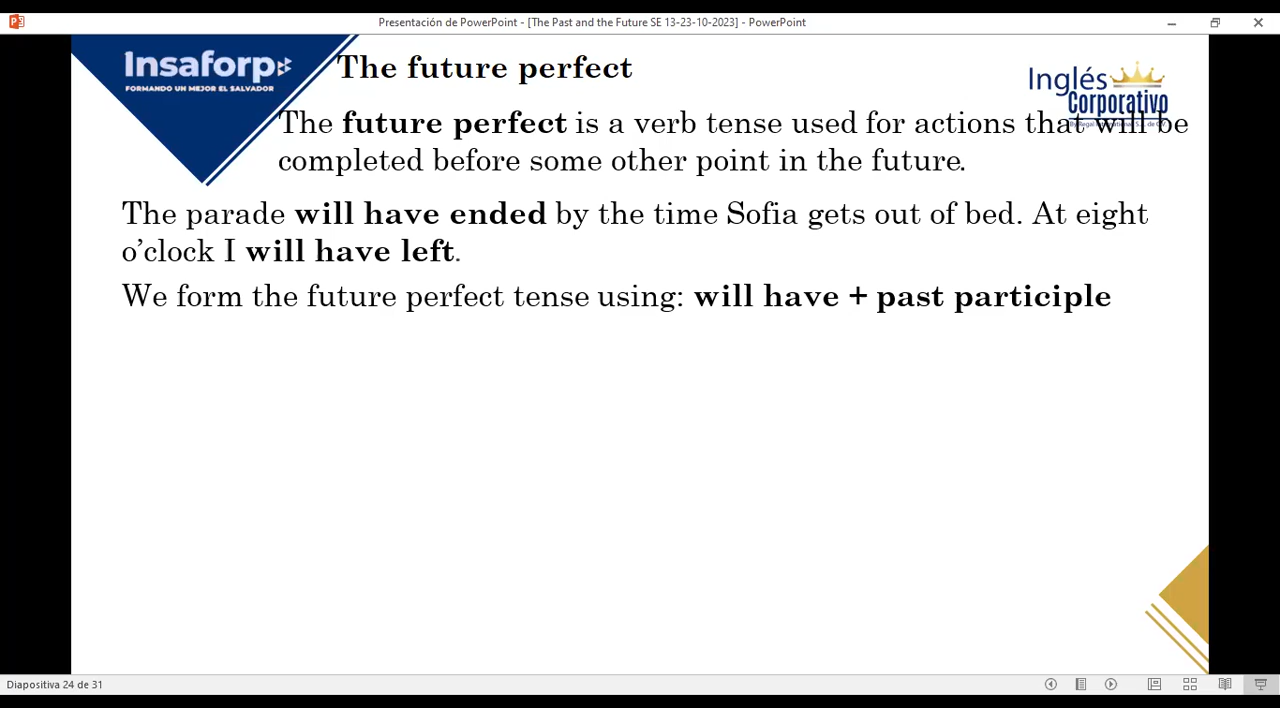 Presentación de PowerPoint - [The Past and the Future SE 13-23-10-2023] - PowerPoint
Insaforp
FORMANDO UN MEJOR EL SALVADOR
The future perfect
Inglés
Corporativo
The future perfect is a verb tense used for actions that will be
completed before some other point in the future.
The parade will have ended by the time Sofia gets out of bed. At eight
o’clock I will have left.
We form the future perfect tense using: will have + past participle
Diapositiva 24 de 31